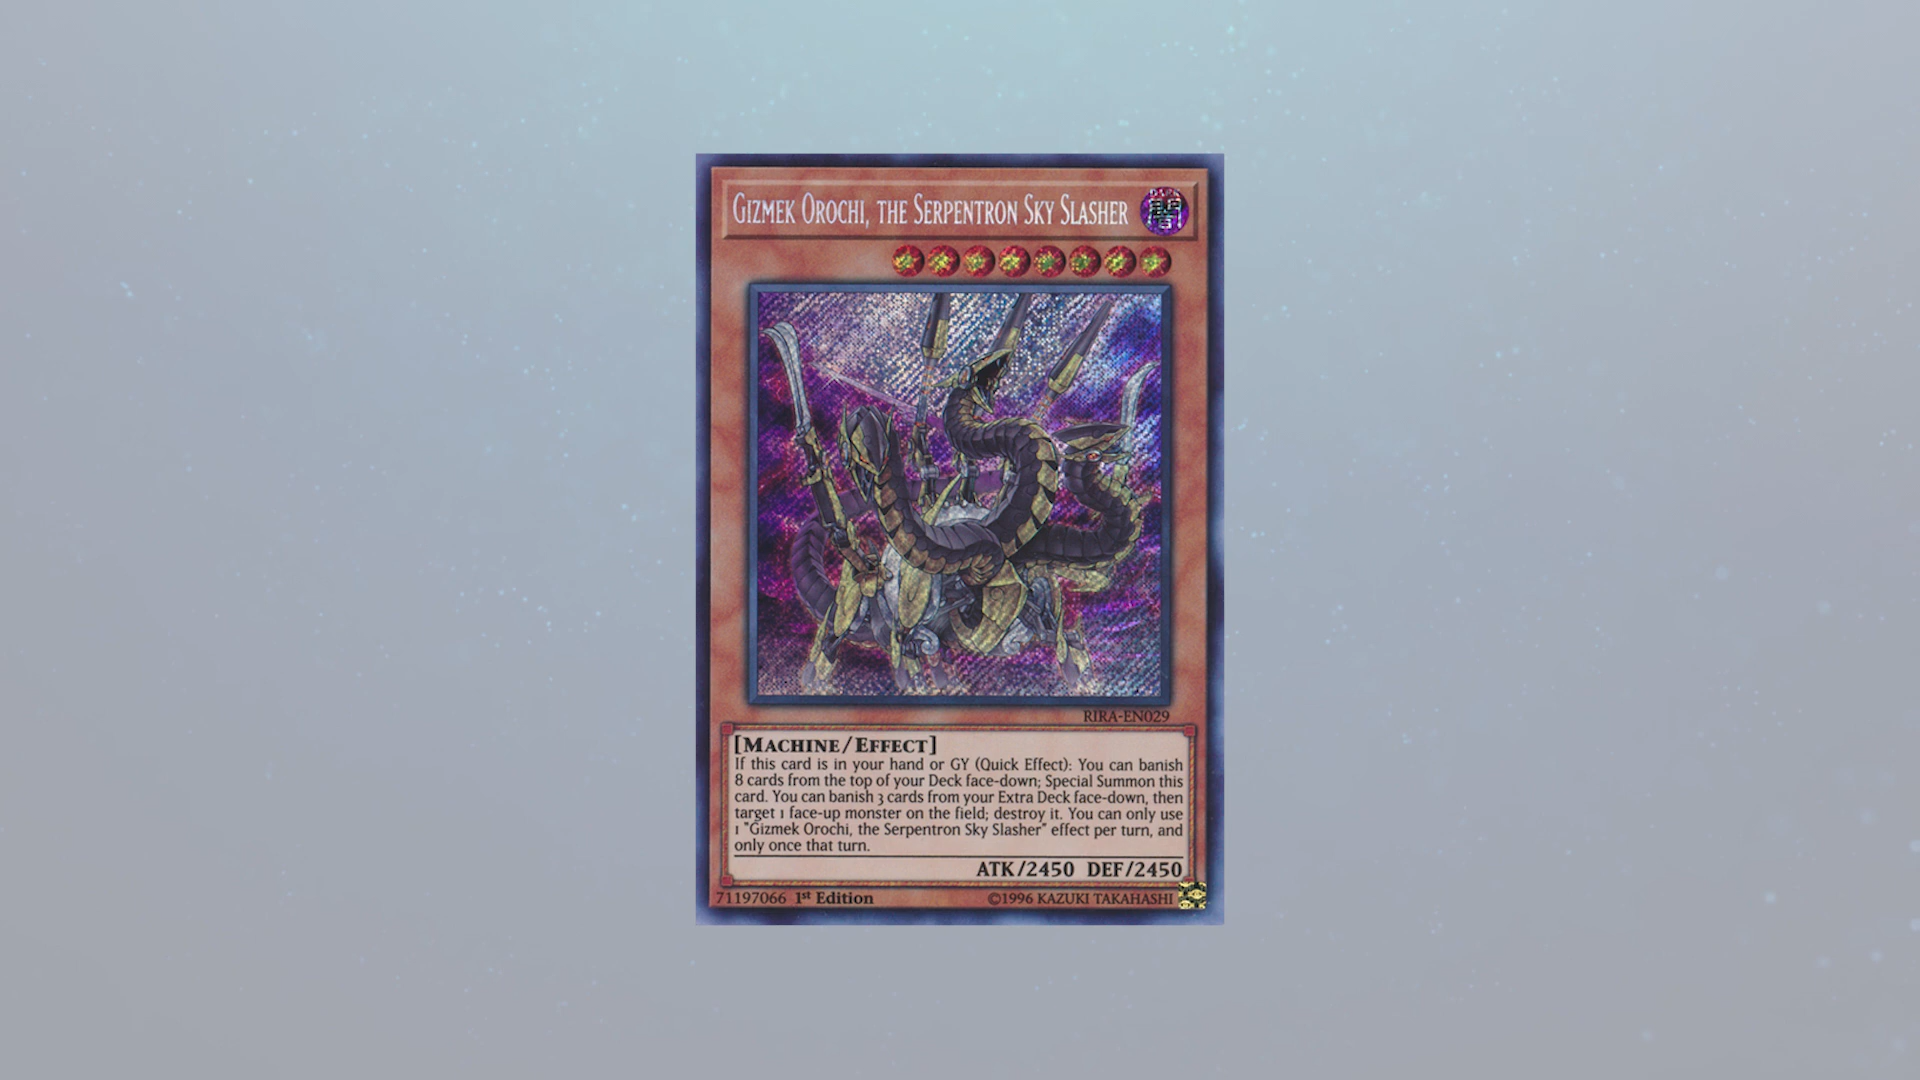 Gizmek Orochi, the Serpentron Sky Slasher
闇
RIRA-EN029
[Machine/Effect]
If this card is in your hand or GY (Quick Effect): You can banish
8 cards from the top of your Deck face-down; Special Summon this
card. You can banish 3 cards from your Extra Deck face-down, then
target 1 face-up monster on the field; destroy it. You can only use
1 "Gizmek Orochi, the Serpentron Sky Slasher" effect per turn, and
only once that turn.
ATK/2450 DEF/2450
71197066 1st Edition ©1996 KAZUKI TAKAHASHI